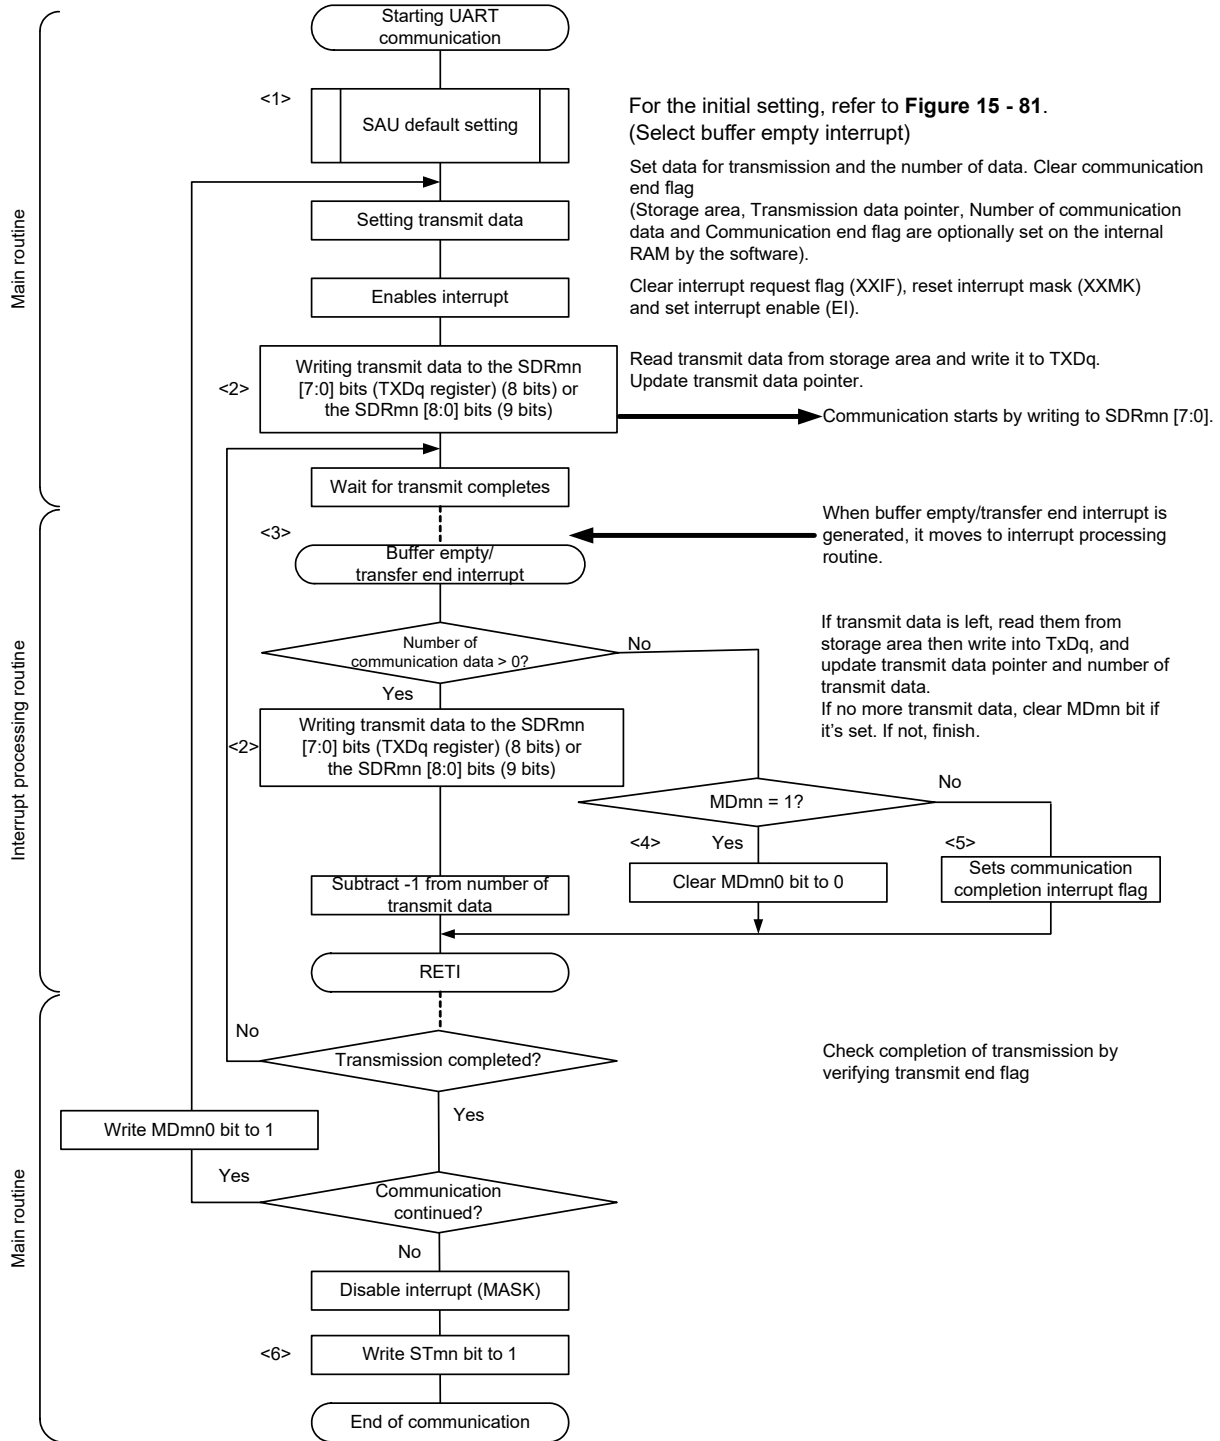 Starting UART
communication
<1>
SAU default setting
For the initial setting, refer to Figure 15 - 81.
(Select buffer empty interrupt)
Set data for transmission and the number of data. Clear communication
end flag
(Storage area, Transmission data pointer, Number of communication
data and Communication end flag are optionally set on the internal
RAM by the software).
Setting transmit data
Main routine
Enables interrupt
Clear interrupt request flag (XXIF), reset interrupt mask (XXMK)
and set interrupt enable (EI).
<2>
Writing transmit data to the SDRmn
[7:0] bits (TXDq register) (8 bits) or
the SDRmn [8:0] bits (9 bits)
Read transmit data from storage area and write it to TXDq.
Update transmit data pointer.
Communication starts by writing to SDRmn [7:0].
Wait for transmit completes
<3>
When buffer empty/transfer end interrupt is
generated, it moves to interrupt processing
routine.
Buffer empty/
transfer end interrupt
Number of
communication data > 0?
No
Yes
If transmit data is left, read them from
storage area then write into TxDq, and
update transmit data pointer and number of
transmit data.
If no more transmit data, clear MDmn bit if
it's set. If not, finish.
Interrupt processing routine
<2>
Writing transmit data to the SDRmn
[7:0] bits (TXDq register) (8 bits) or
the SDRmn [8:0] bits (9 bits)
MDmn = 1?
No
<4>
Yes
<5>
Subtract -1 from number of
transmit data
Clear MDmn0 bit to 0
Sets communication
completion interrupt flag
RETI
No
Transmission completed?
Check completion of transmission by
verifying transmit end flag
Yes
Write MDmn0 bit to 1
Yes
Communication
continued?
Main routine
No
Disable interrupt (MASK)
<6>
Write STmn bit to 1
End of communication